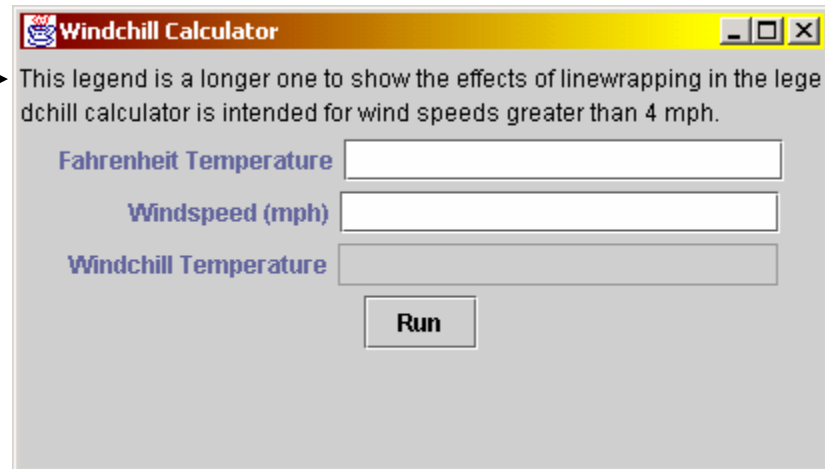 Windchill Calculator
This legend is a longer one to show the effects of linewrapping in the lege
dchill calculator is intended for wind speeds greater than 4 mph.
Fahrenheit Temperature
Windspeed (mph)
Windchill Temperature
Run